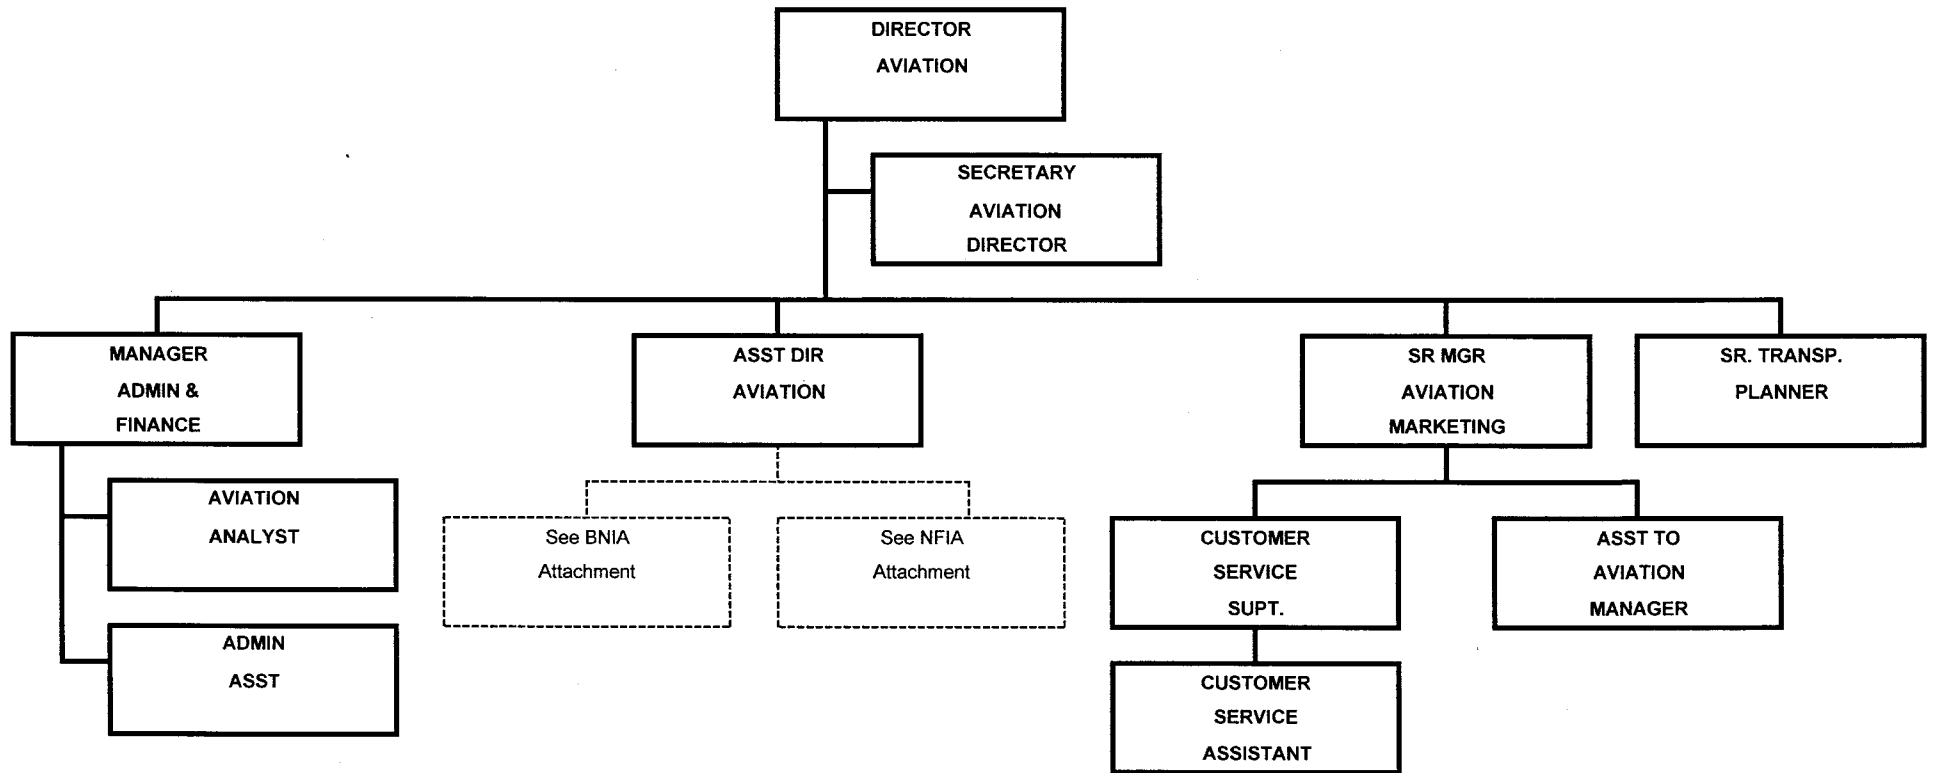 DIRECTOR
AVIATION
SECRETARY
AVIATION
DIRECTOR
MANAGER
ADMIN &
FINANCE
ASST DIR
AVIATION
SR MGR
AVIATION
MARKETING
SR. TRANSP.
PLANNER
AVIATION
ANALYST
See BNIA
Attachment
See NFIA
Attachment
CUSTOMER
SERVICE
SUPT.
ASST TO
AVIATION
MANAGER
ADMIN
ASST
CUSTOMER
SERVICE
ASSISTANT